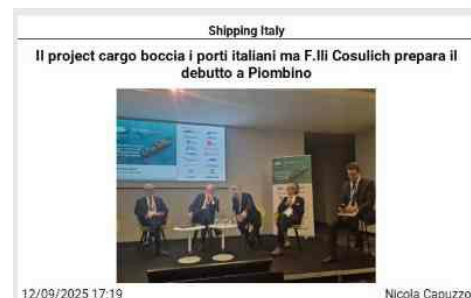 Shipping Italy
Il project cargo boccia i porti italiani ma F.lli Cosulich prepara il
debutto a Piombino
12/09/2025 17:19
Nicola Capuzzo